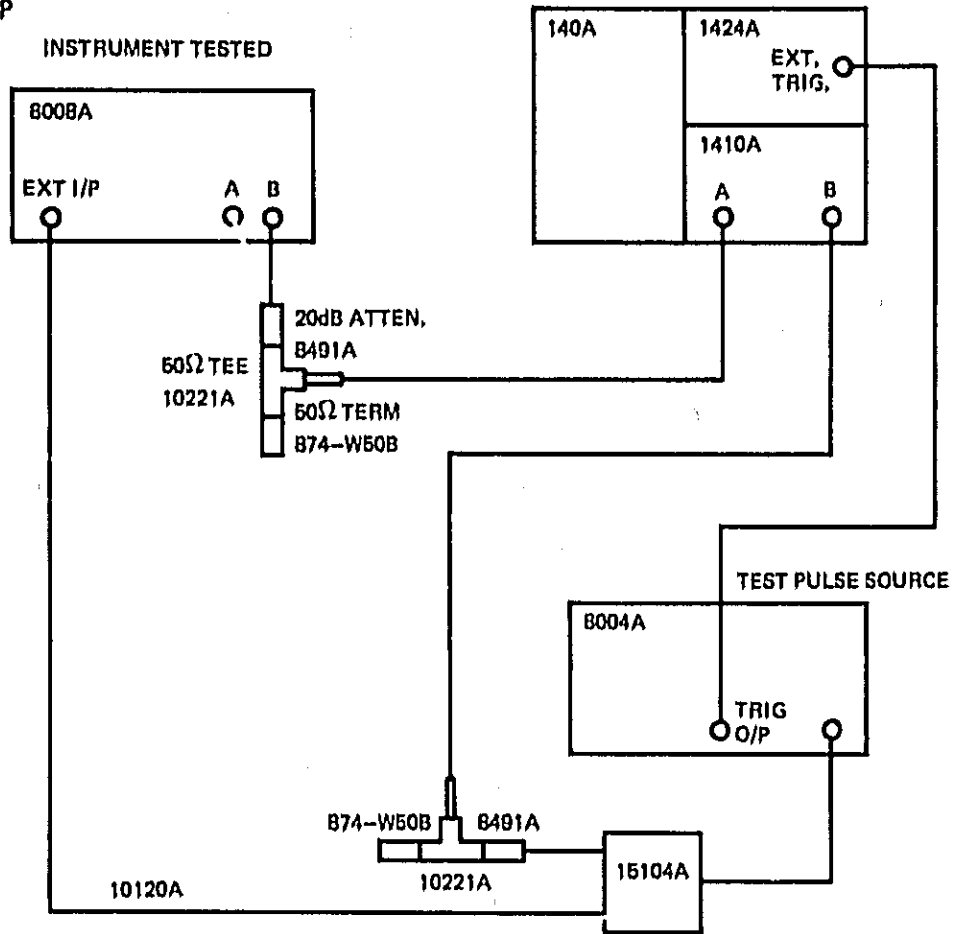 P
INSTRUMENT TESTED
8008A
EXT I/P
A
B
140A
1424A
EXT.
TRIG.
1410A
A
B
20dB ATTEN.
8491A
50Ω TEE
10221A
50Ω TERM
874-W50B
TEST PULSE SOURCE
8004A
TRIG
O/P
874-W50B
8491A
10221A
15104A
10120A